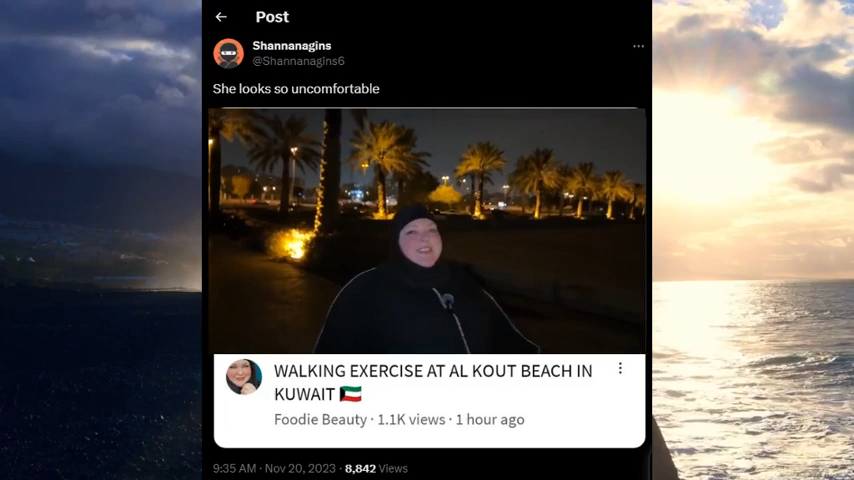 Post
Shannanagins
@Shannanagins6
She looks so uncomfortable
WALKING EXERCISE AT AL KOUT BEACH IN
KUWAIT 🇰🇼
Foodie Beauty · 1.1K views · 1 hour ago
9:35 AM · Nov 20, 2023 · 8,842 Views